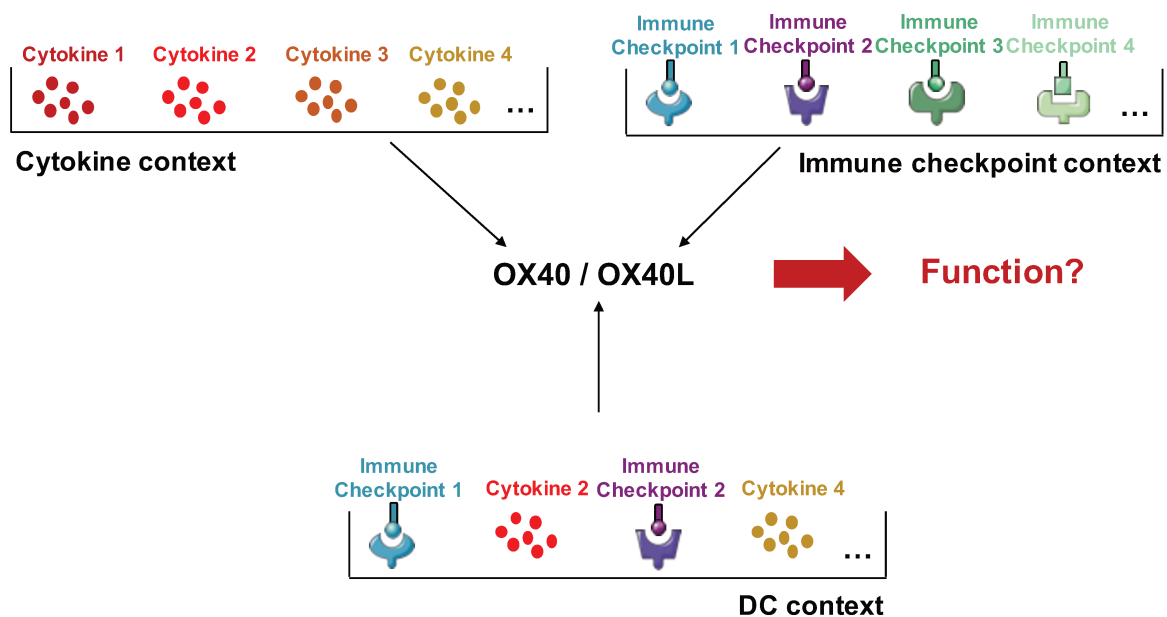 Cytokine 1
Cytokine 2
Cytokine 3
Cytokine 4
...
Cytokine context
Immune
Checkpoint 1
Immune
Checkpoint 2
Immune
Checkpoint 3
Immune
Checkpoint 4
...
Immune checkpoint context
OX40 / OX40L
Function?
Immune
Checkpoint 1
Cytokine 2
Immune
Checkpoint 2
Cytokine 4
...
DC context